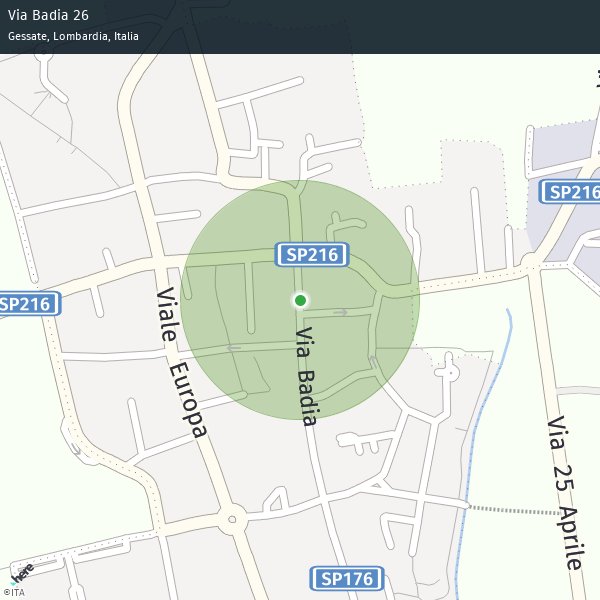 Via Badia 26
Gessate, Lombardia, Italia
SP216
SP216
SP216
Viale Europa
Via Badia
Via 25 Aprile
SP176
here
©ITA